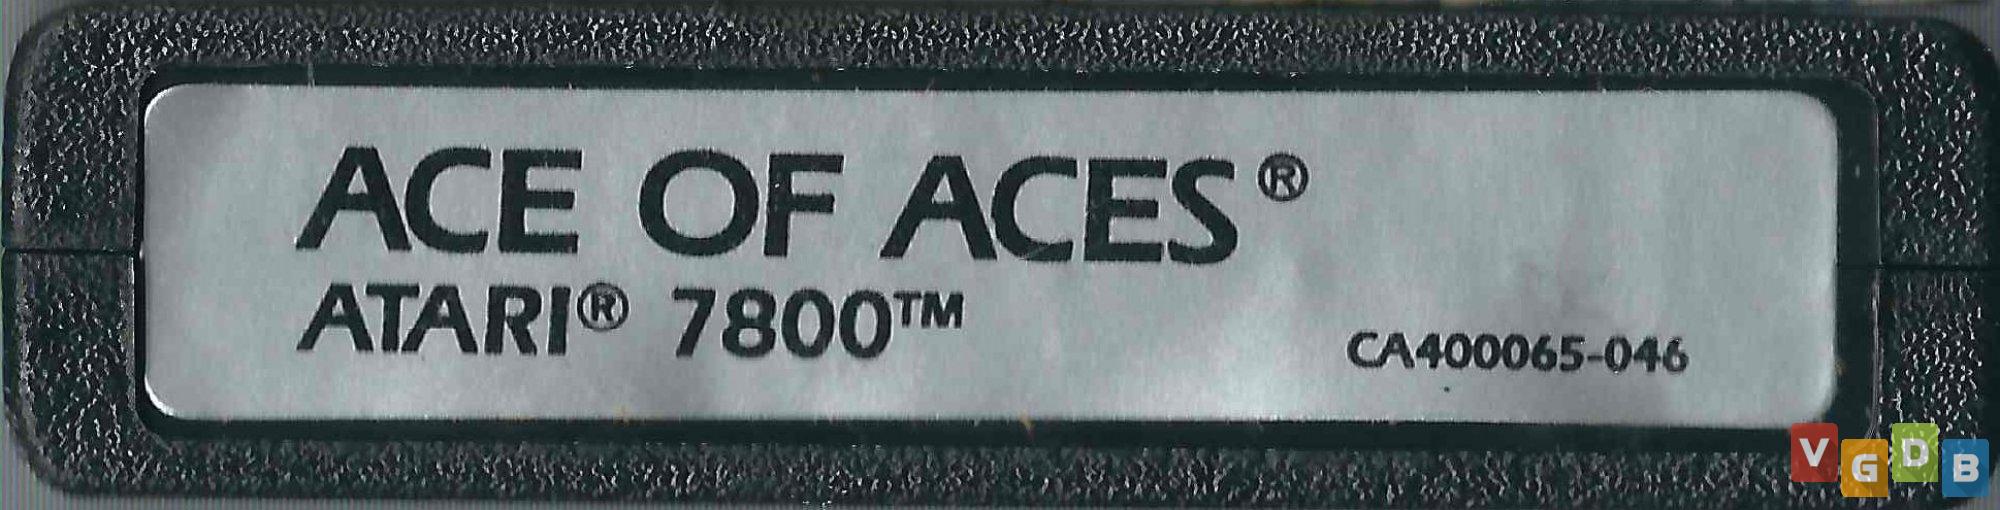 ACE OF ACES®
ATARI® 7800™
CA400065-046
VGDB